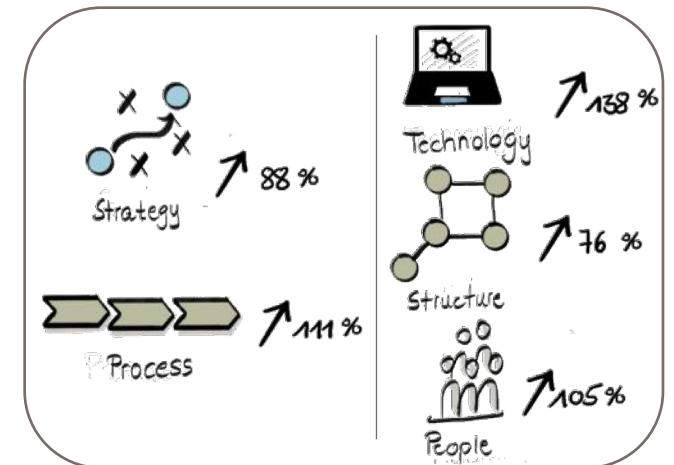 88 %
Strategy
111 %
Process
138 %
Technology
76 %
Structure
105 %
People